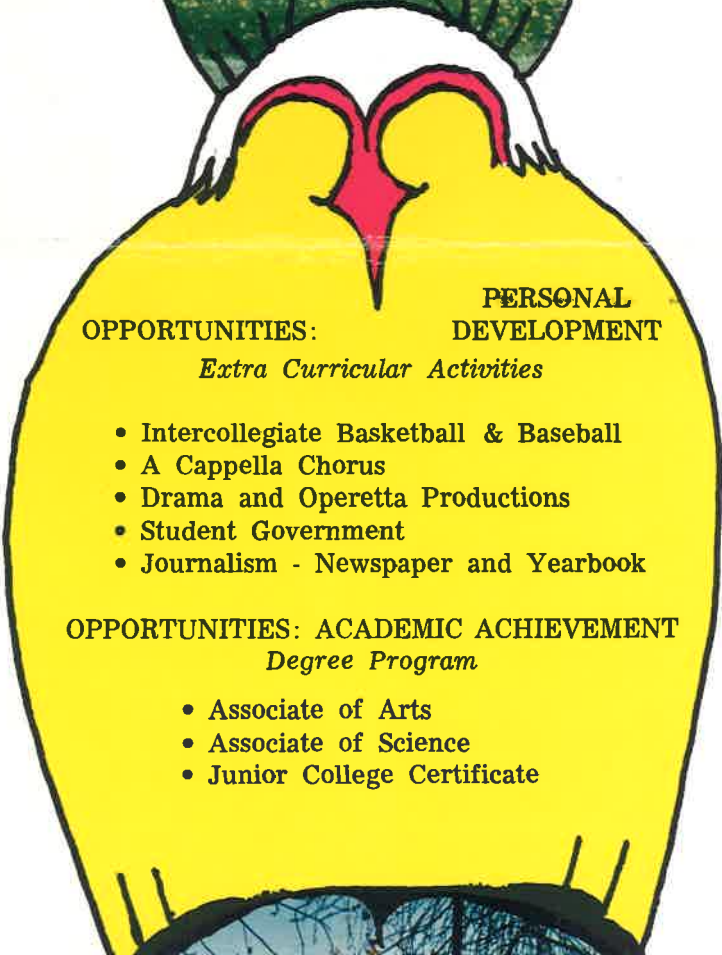 OPPORTUNITIES: PERSONAL DEVELOPMENT
Extra Curricular Activities
• Intercollegiate Basketball & Baseball
• A Cappella Chorus
• Drama and Operetta Productions
• Student Government
• Journalism - Newspaper and Yearbook
OPPORTUNITIES: ACADEMIC ACHIEVEMENT
Degree Program
• Associate of Arts
• Associate of Science
• Junior College Certificate